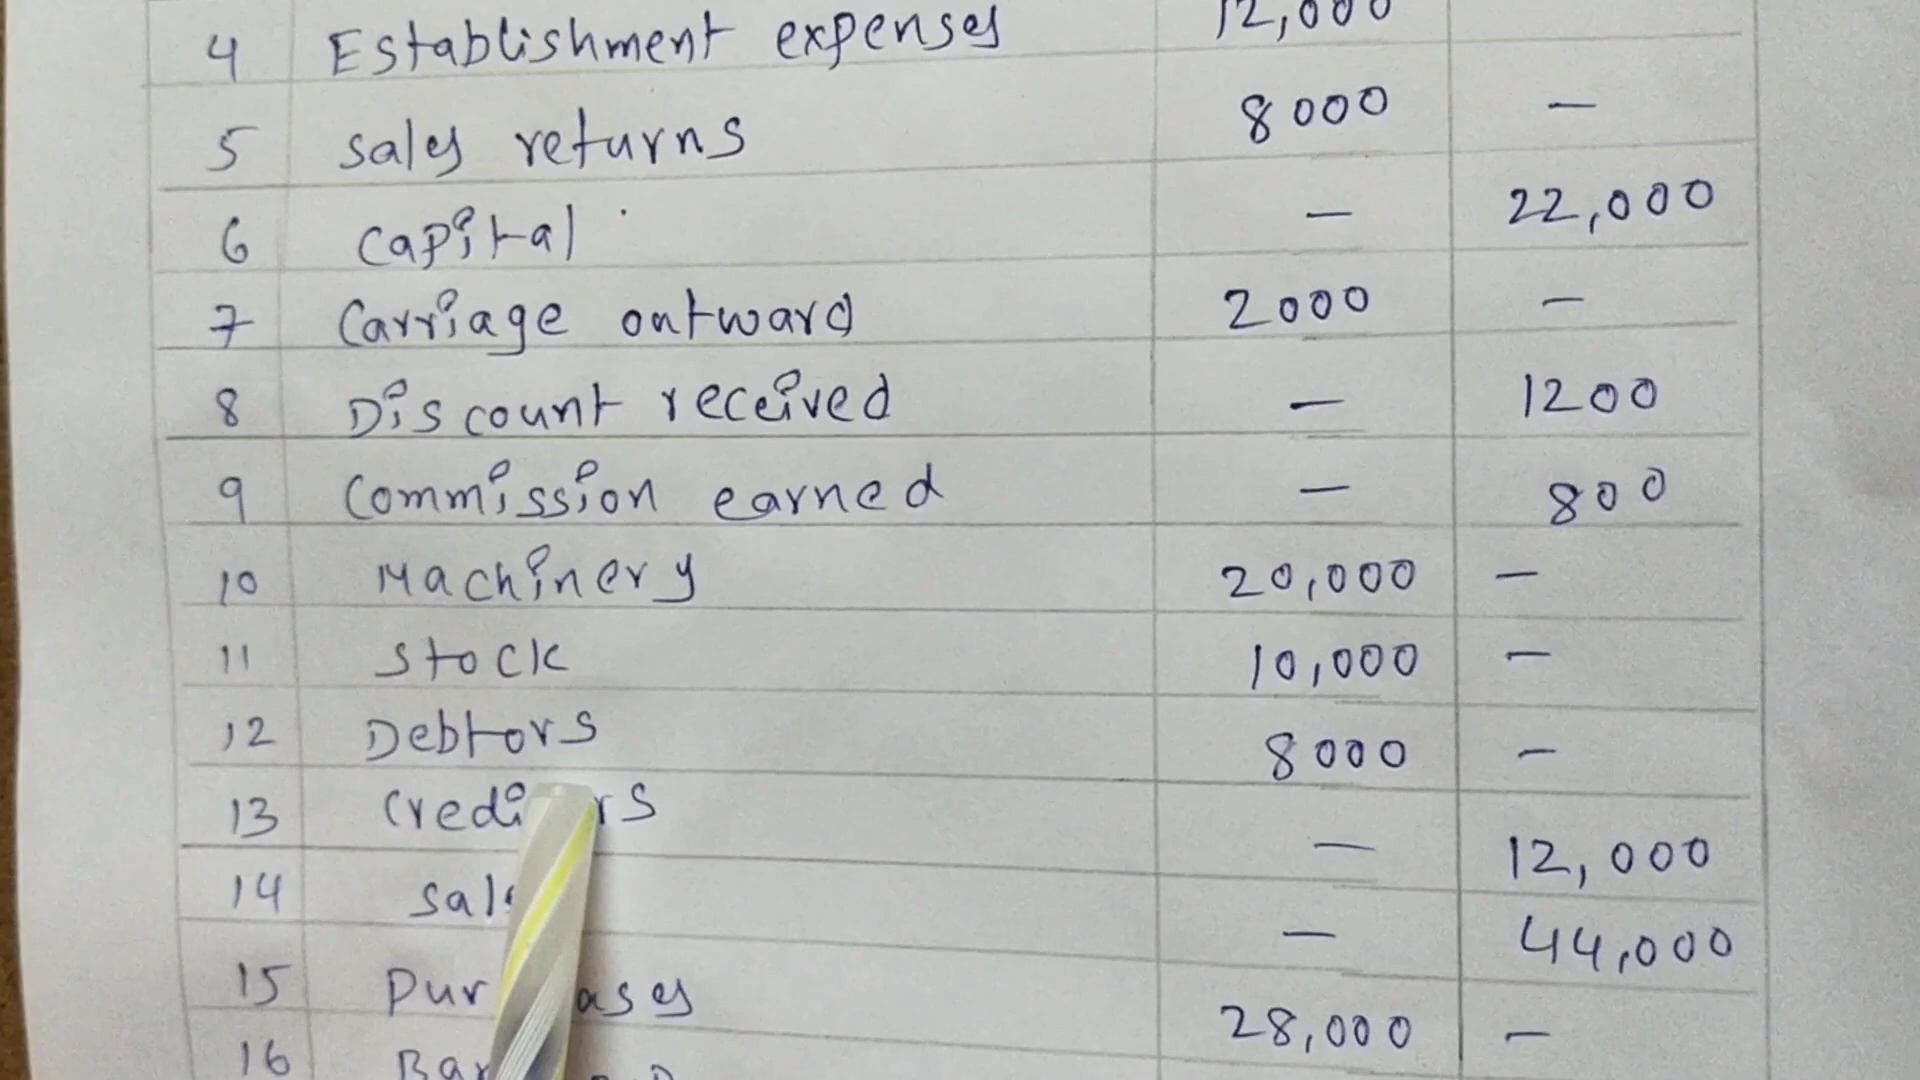 4 Establishment expenses 12,000
5 Sales returns 8000 —
6 Capital — 22,000
7 Carriage outward 2000 —
8 Discount received — 1200
9 Commission earned — 800
10 Machinery 20,000 —
11 Stock 10,000 —
12 Debtors 8000 —
13 — 12,000
14 — 44,000
15 28,000 —
16